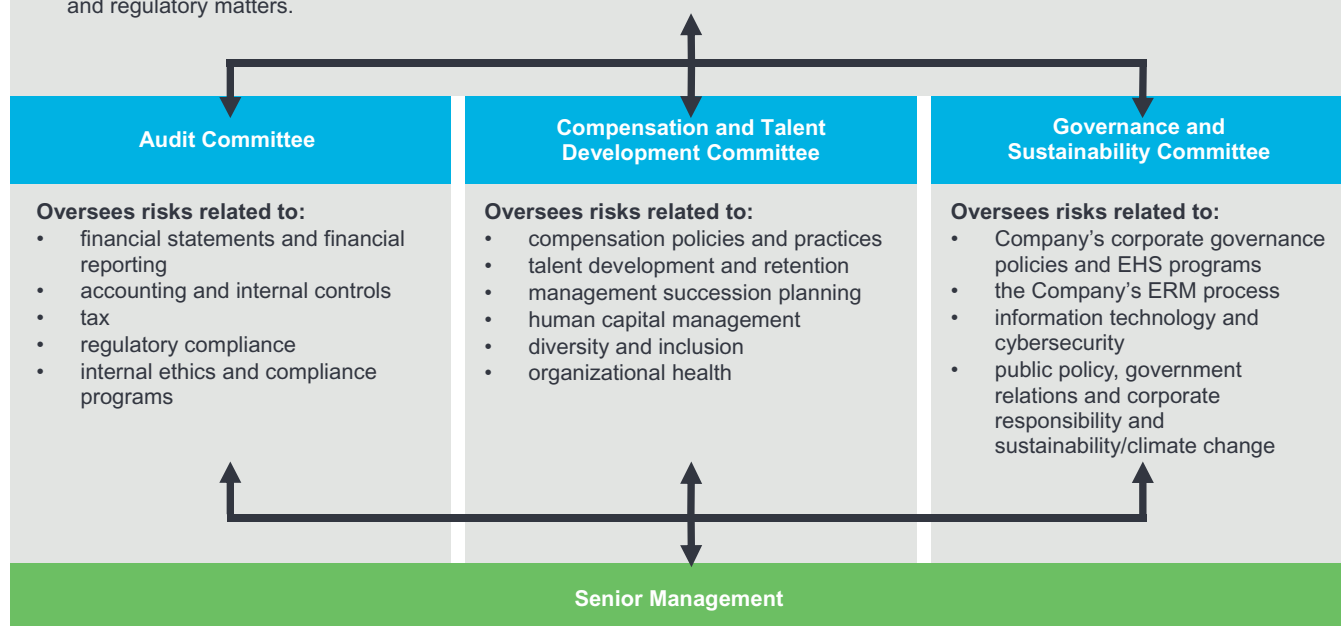 and regulatory matters.
Audit Committee
Compensation and Talent
Development Committee
Governance and
Sustainability Committee
Oversees risks related to:
• financial statements and financial
reporting
• accounting and internal controls
• tax
• regulatory compliance
• internal ethics and compliance
programs
Oversees risks related to:
• compensation policies and practices
• talent development and retention
• management succession planning
• human capital management
• diversity and inclusion
• organizational health
Oversees risks related to:
• Company’s corporate governance
policies and EHS programs
• the Company’s ERM process
• information technology and
cybersecurity
• public policy, government
relations and corporate
responsibility and
sustainability/climate change
Senior Management